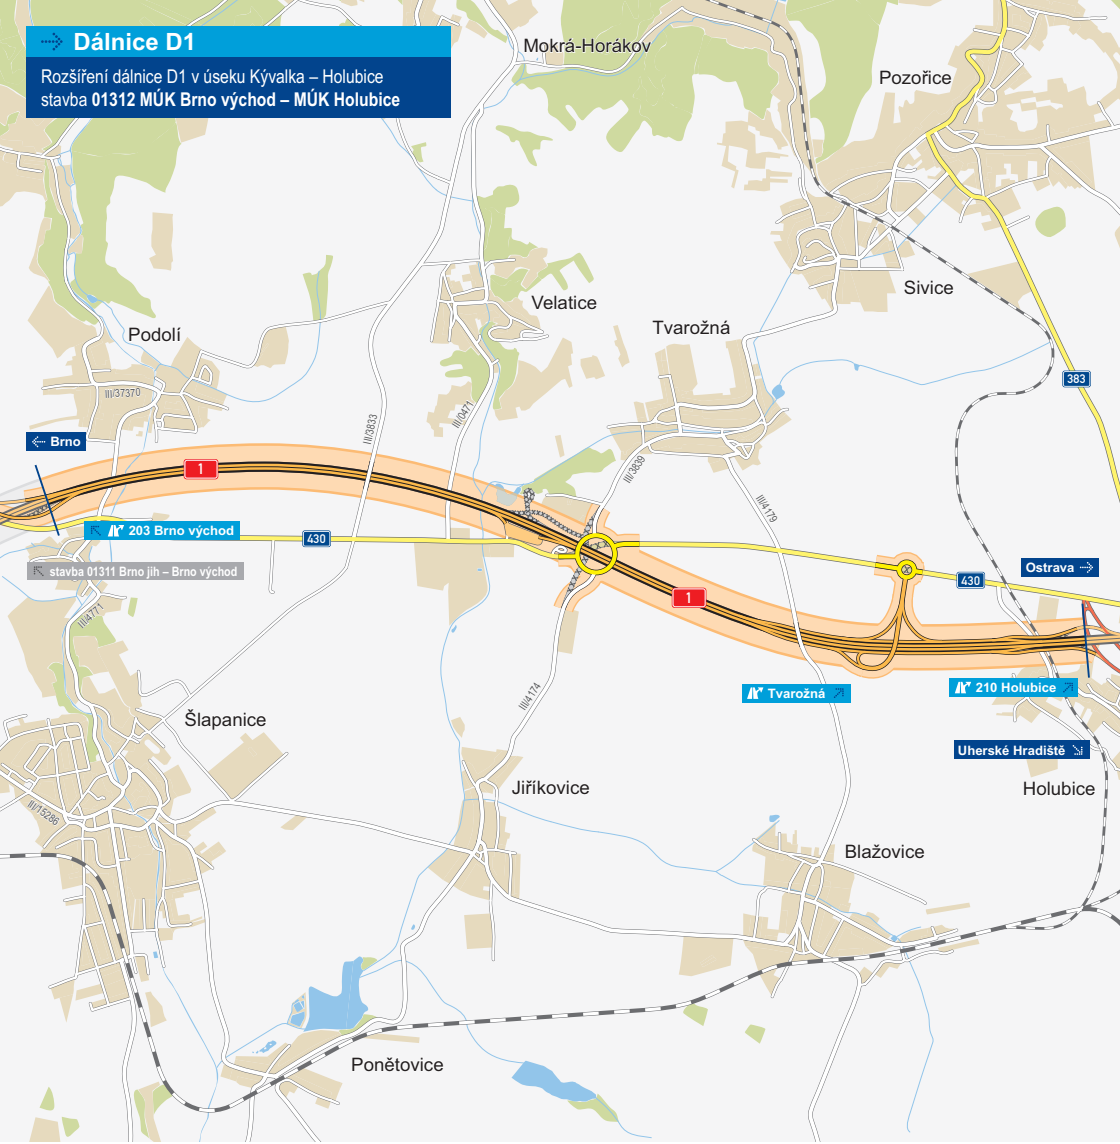 Dálnice D1
Rozšíření dálnice D1 v úseku Kývalka – Holubice
stavba 01312 MÚK Brno východ – MÚK Holubice
Mokrá-Horákov
Pozořice
Sivice
Velatice
Tvarožná
Podolí
383
III/37370
III/3833
III/0471
Brno
1
III/3839
III/4179
203 Brno východ
430
stavba 01311 Brno jih – Brno východ
Ostrava
430
1
III/4771
Tvarožná
210 Holubice
III/4174
Šlapanice
Uherské Hradiště
Jiříkovice
Holubice
III/15286
Blažovice
Ponětovice